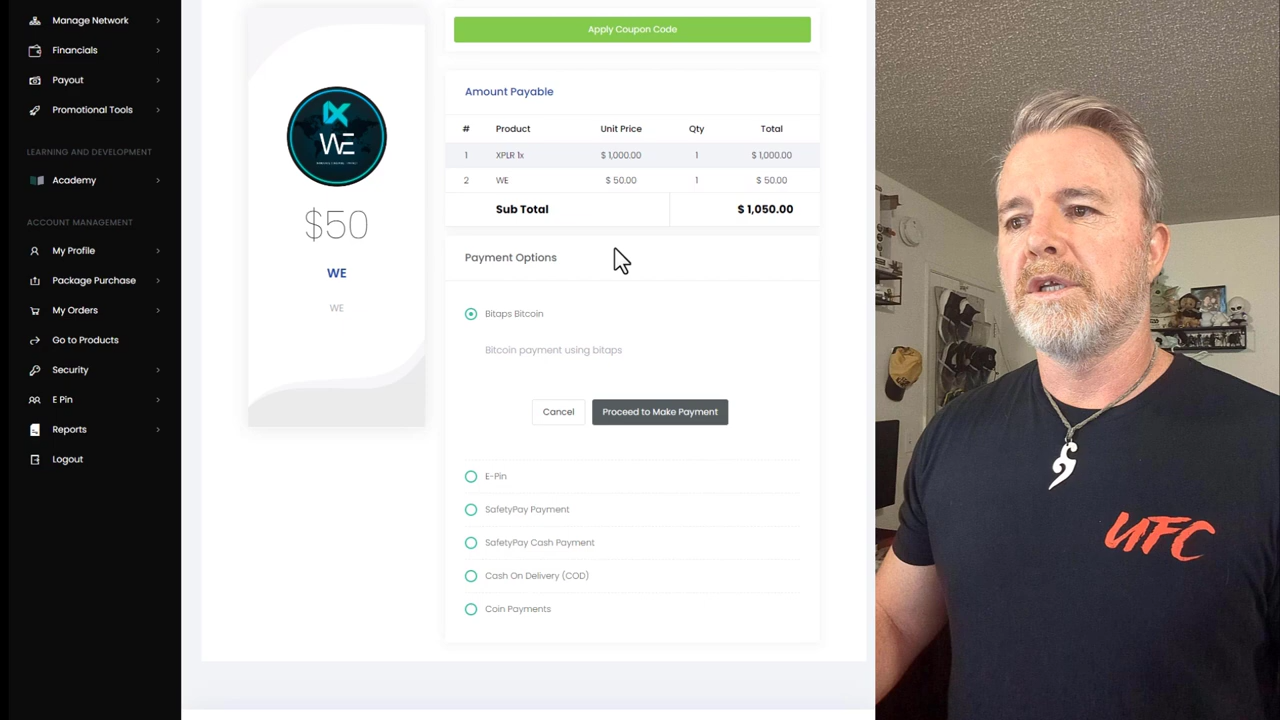 Manage Network
Financials
Payout
Promotional Tools
LEARNING AND DEVELOPMENT
Academy
ACCOUNT MANAGEMENT
My Profile
Package Purchase
My Orders
Go to Products
Security
E Pin
Reports
Logout
WE
$50
WE
WE
Apply Coupon Code
Amount Payable
# Product Unit Price Qty Total
1 XPLR 1x $ 1,000.00 1 $ 1,000.00
2 WE $ 50.00 1 $ 50.00
Sub Total $ 1,050.00
Payment Options
Bitaps Bitcoin
Bitcoin payment using bitaps
Cancel Proceed to Make Payment
E-Pin
SafetyPay Payment
SafetyPay Cash Payment
Cash On Delivery (COD)
Coin Payments
UFC